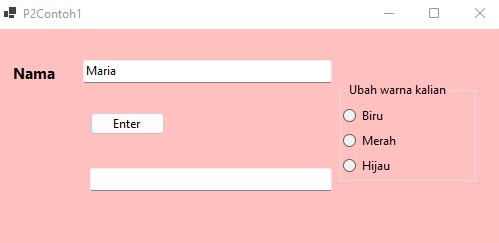 P2Contoh1
Nama
Maria
Ubah warna kalian
Enter
Biru
Merah
Hijau